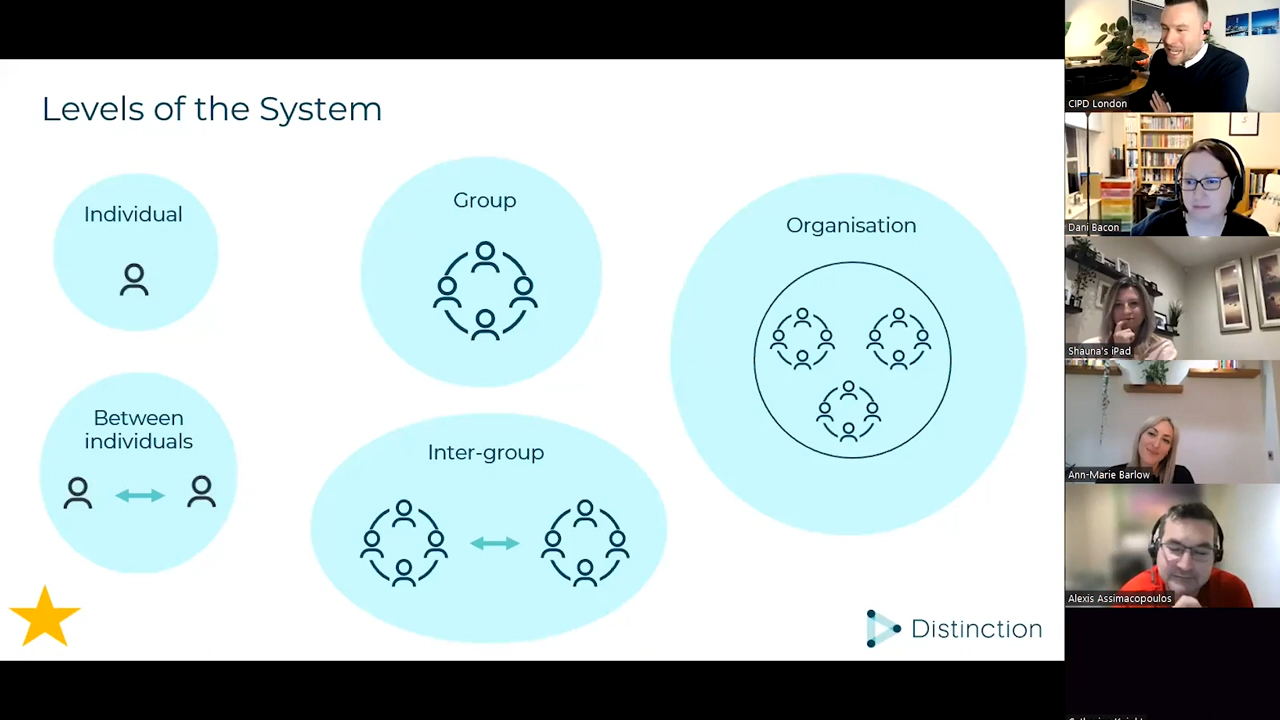 Levels of the System
Individual
Group
Organisation
Between
individuals
Inter-group
Distinction
CIPD London
Dani Bacon
Shauna's iPad
Ann-Marie Barlow
Alexis Assimacopoulos